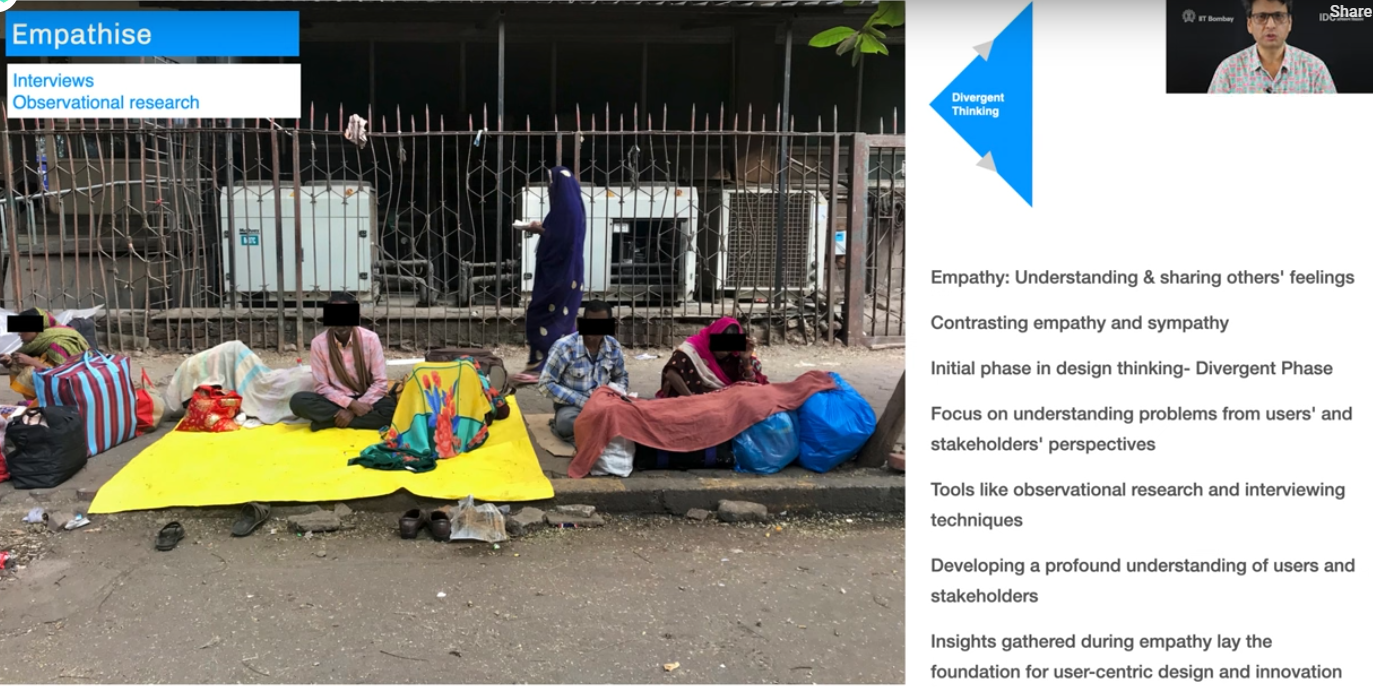 Empathise
Interviews
Observational research
Divergent
Thinking
IIT Bombay
Share
Empathy: Understanding & sharing others' feelings
Contrasting empathy and sympathy
Initial phase in design thinking- Divergent Phase
Focus on understanding problems from users' and
stakeholders' perspectives
Tools like observational research and interviewing
techniques
Developing a profound understanding of users and
stakeholders
Insights gathered during empathy lay the
foundation for user-centric design and innovation